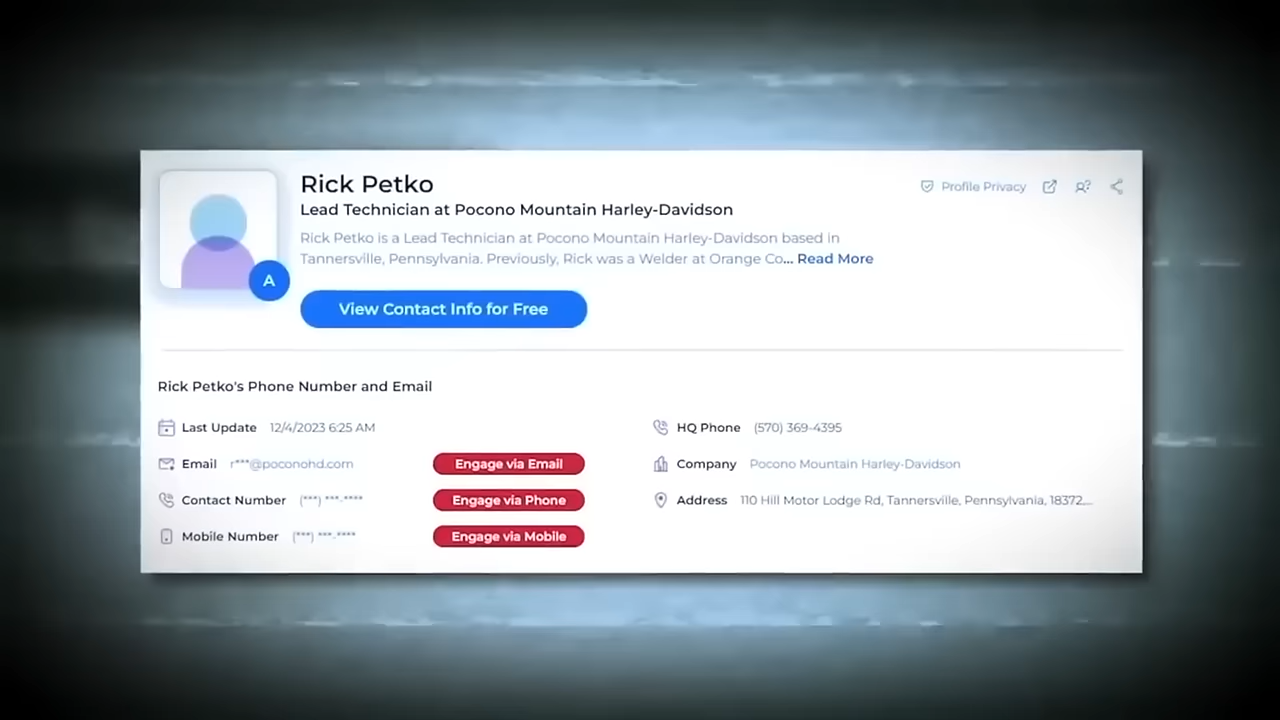 Rick Petko
Profile Privacy
Lead Technician at Pocono Mountain Harley-Davidson
Rick Petko is a Lead Technician at Pocono Mountain Harley-Davidson based in
Tannersville, Pennsylvania. Previously, Rick was a Welder at Orange Co... Read More
A
View Contact Info for Free
Rick Petko's Phone Number and Email
Last Update 12/4/2023 6:25 AM
HQ Phone (570) 369-4395
Email r***@poconohd.com
Engage via Email
Company Pocono Mountain Harley-Davidson
Contact Number (***) ***-****
Engage via Phone
Address 110 Hill Motor Lodge Rd, Tannersville, Pennsylvania, 18372,...
Mobile Number (***) ***-****
Engage via Mobile